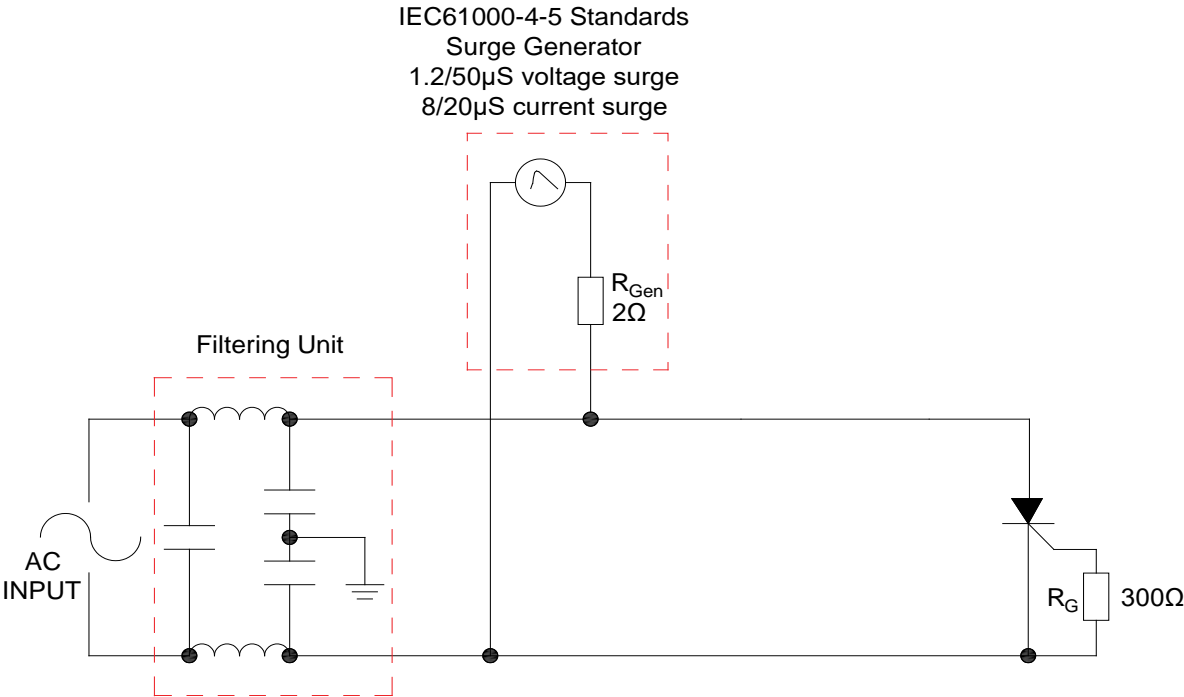 IEC61000-4-5 Standards
Surge Generator
1.2/50μS voltage surge
8/20μS current surge
RGen
2Ω
Filtering Unit
AC
INPUT
RG 300Ω